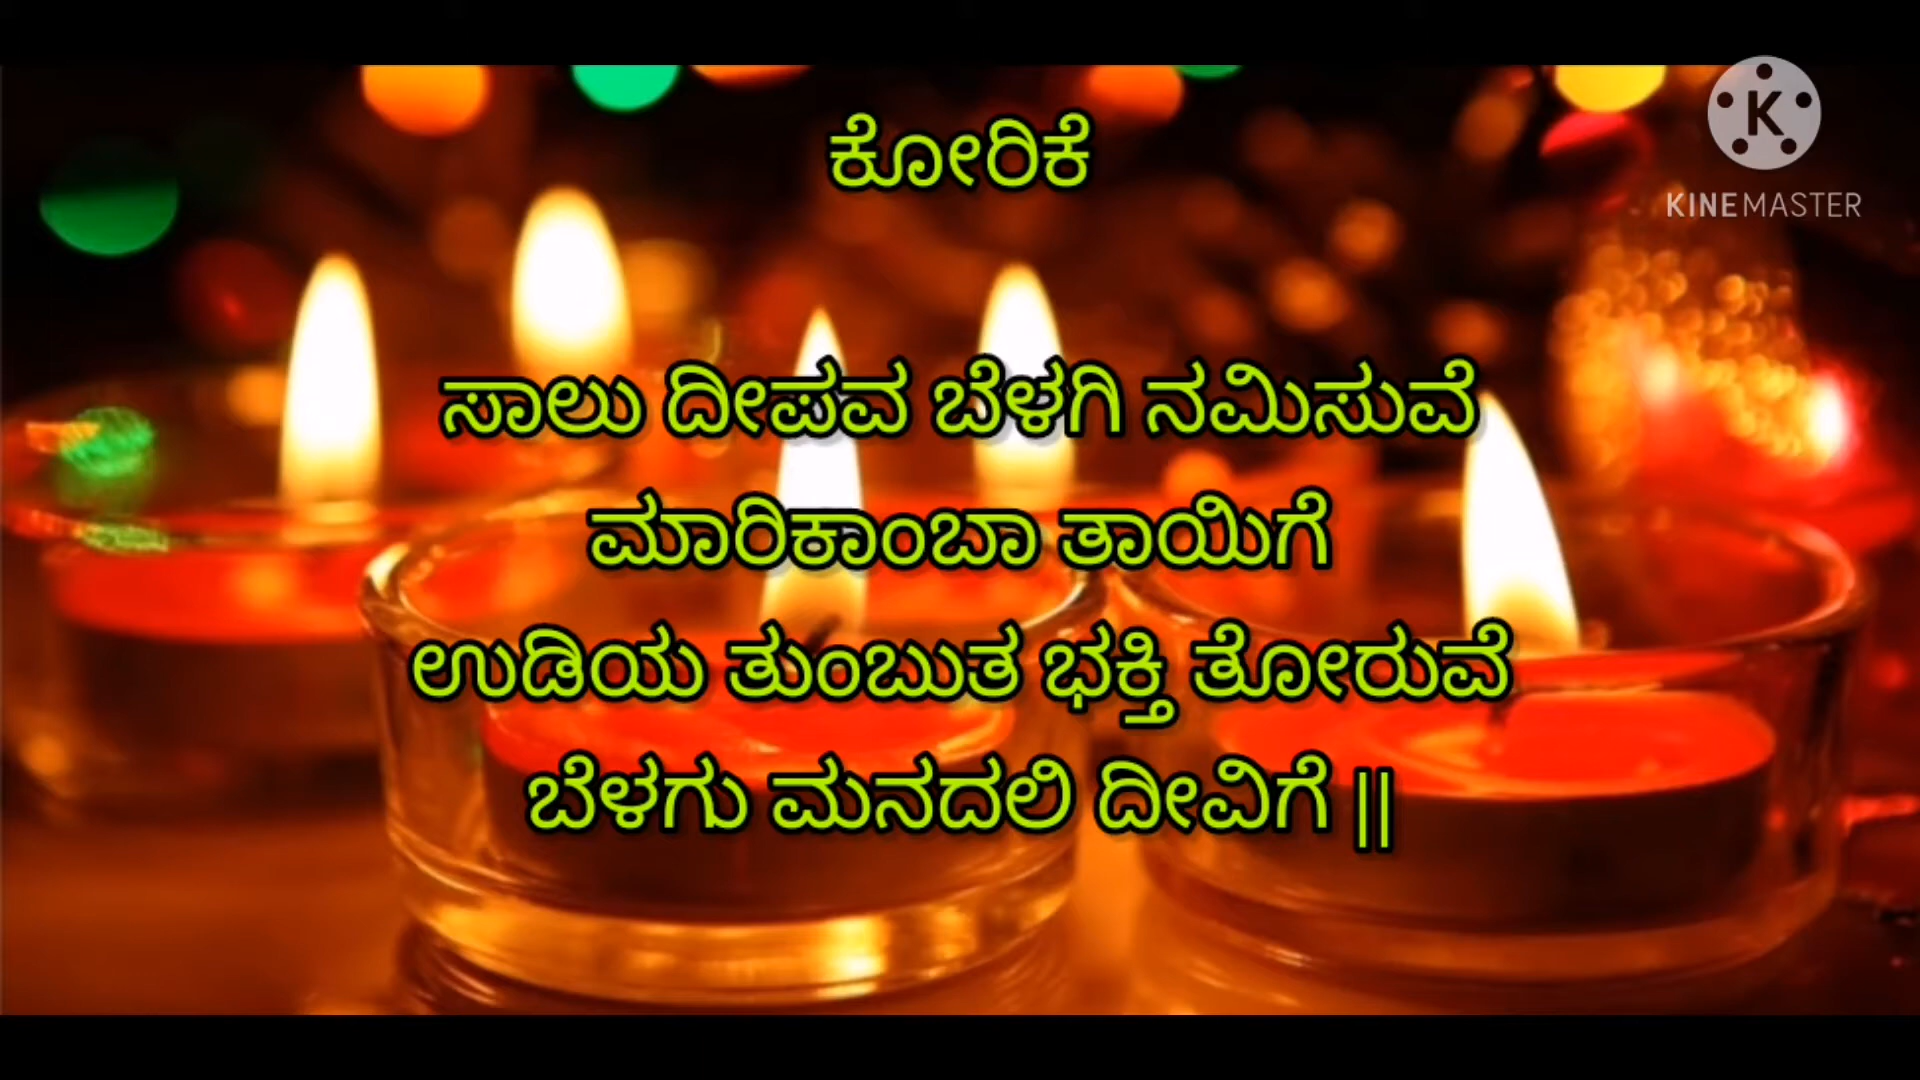 ಕೋರಿಕೆ
K
KINEMASTER
ಸಾಲು ದೀಪವ ಬೆಳಗಿ ನಮಿಸುವೆ
ಮಾರಿಕಾಂಬಾ ತಾಯಿಗೆ
ಉಡಿಯ ತುಂಬುತ ಭಕ್ತಿ ತೋರುವೆ
ಬೆಳಗು ಮನದಲಿ ದೀವಿಗೆ ||